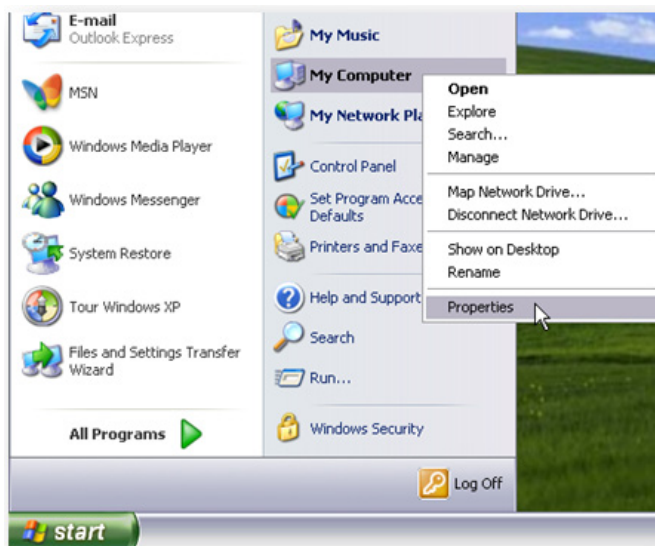 E-mail
Outlook Express
MSN
Windows Media Player
Windows Messenger
System Restore
Tour Windows XP
Files and Settings Transfer
Wizard
All Programs
My Music
My Computer
My Network Pla
Control Panel
Set Program Acce
Defaults
Printers and Faxe
Help and Support
Search
Run...
Windows Security
Open
Explore
Search...
Manage
Map Network Drive...
Disconnect Network Drive...
Show on Desktop
Rename
Properties
Log Off
start